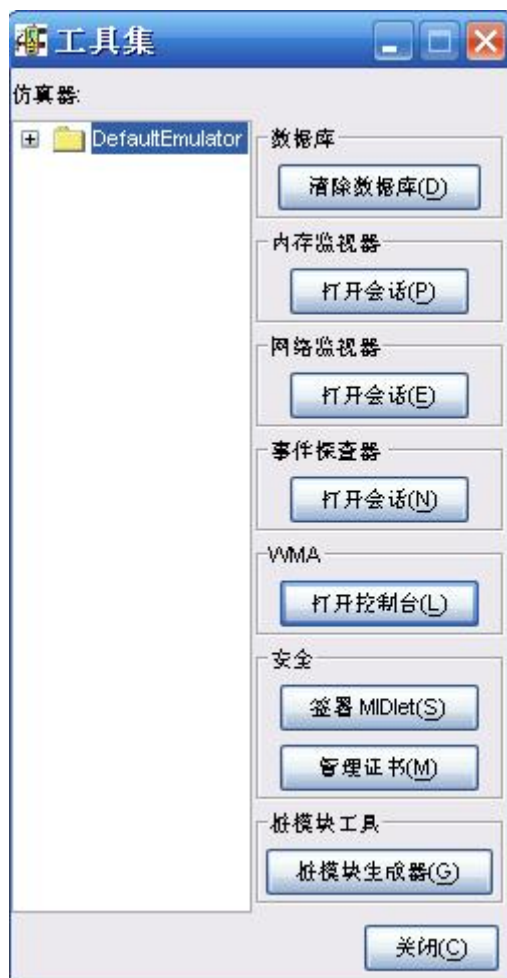 工具集
仿真器:
DefaultEmulator
数据库
清除数据库(D)
内存监视器
打开会话(P)
网络监视器
打开会话(E)
事件探查器
打开会话(N)
WMA
打开控制台(L)
安全
签署 MIDlet(S)
管理证书(M)
桩模块工具
桩模块生成器(G)
关闭(C)